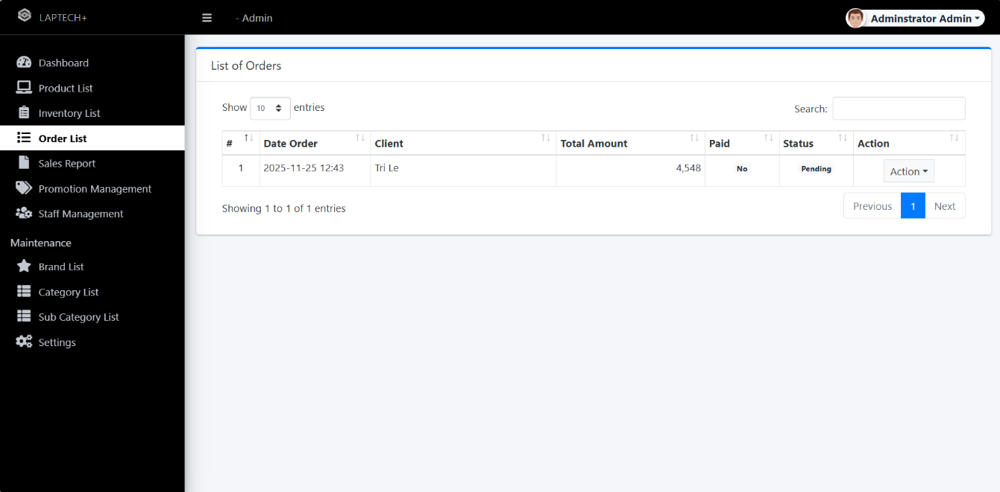 LAPTECH+
- Admin
Adminstrator Admin
Dashboard
Product List
Inventory List
Order List
Sales Report
Promotion Management
Staff Management
Maintenance
Brand List
Category List
Sub Category List
Settings
List of Orders
Show 10 entries
Search:
# Date Order Client Total Amount Paid Status Action
1 2025-11-25 12:43 Tri Le 4,548 No Pending Action
Showing 1 to 1 of 1 entries
Previous 1 Next